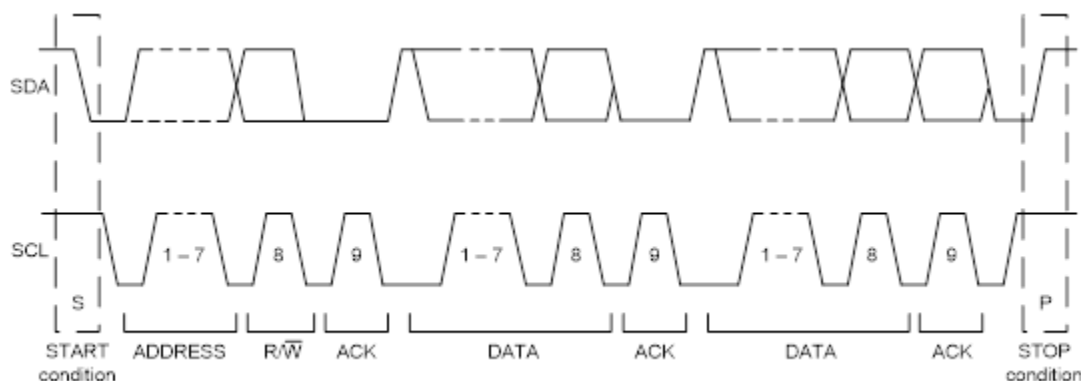 SDA
SCL
1 – 7 8 9 1 – 7 8 9 1 – 7 8 9
S P
START ADDRESS R/W̅ ACK DATA ACK DATA ACK STOP
condition condition